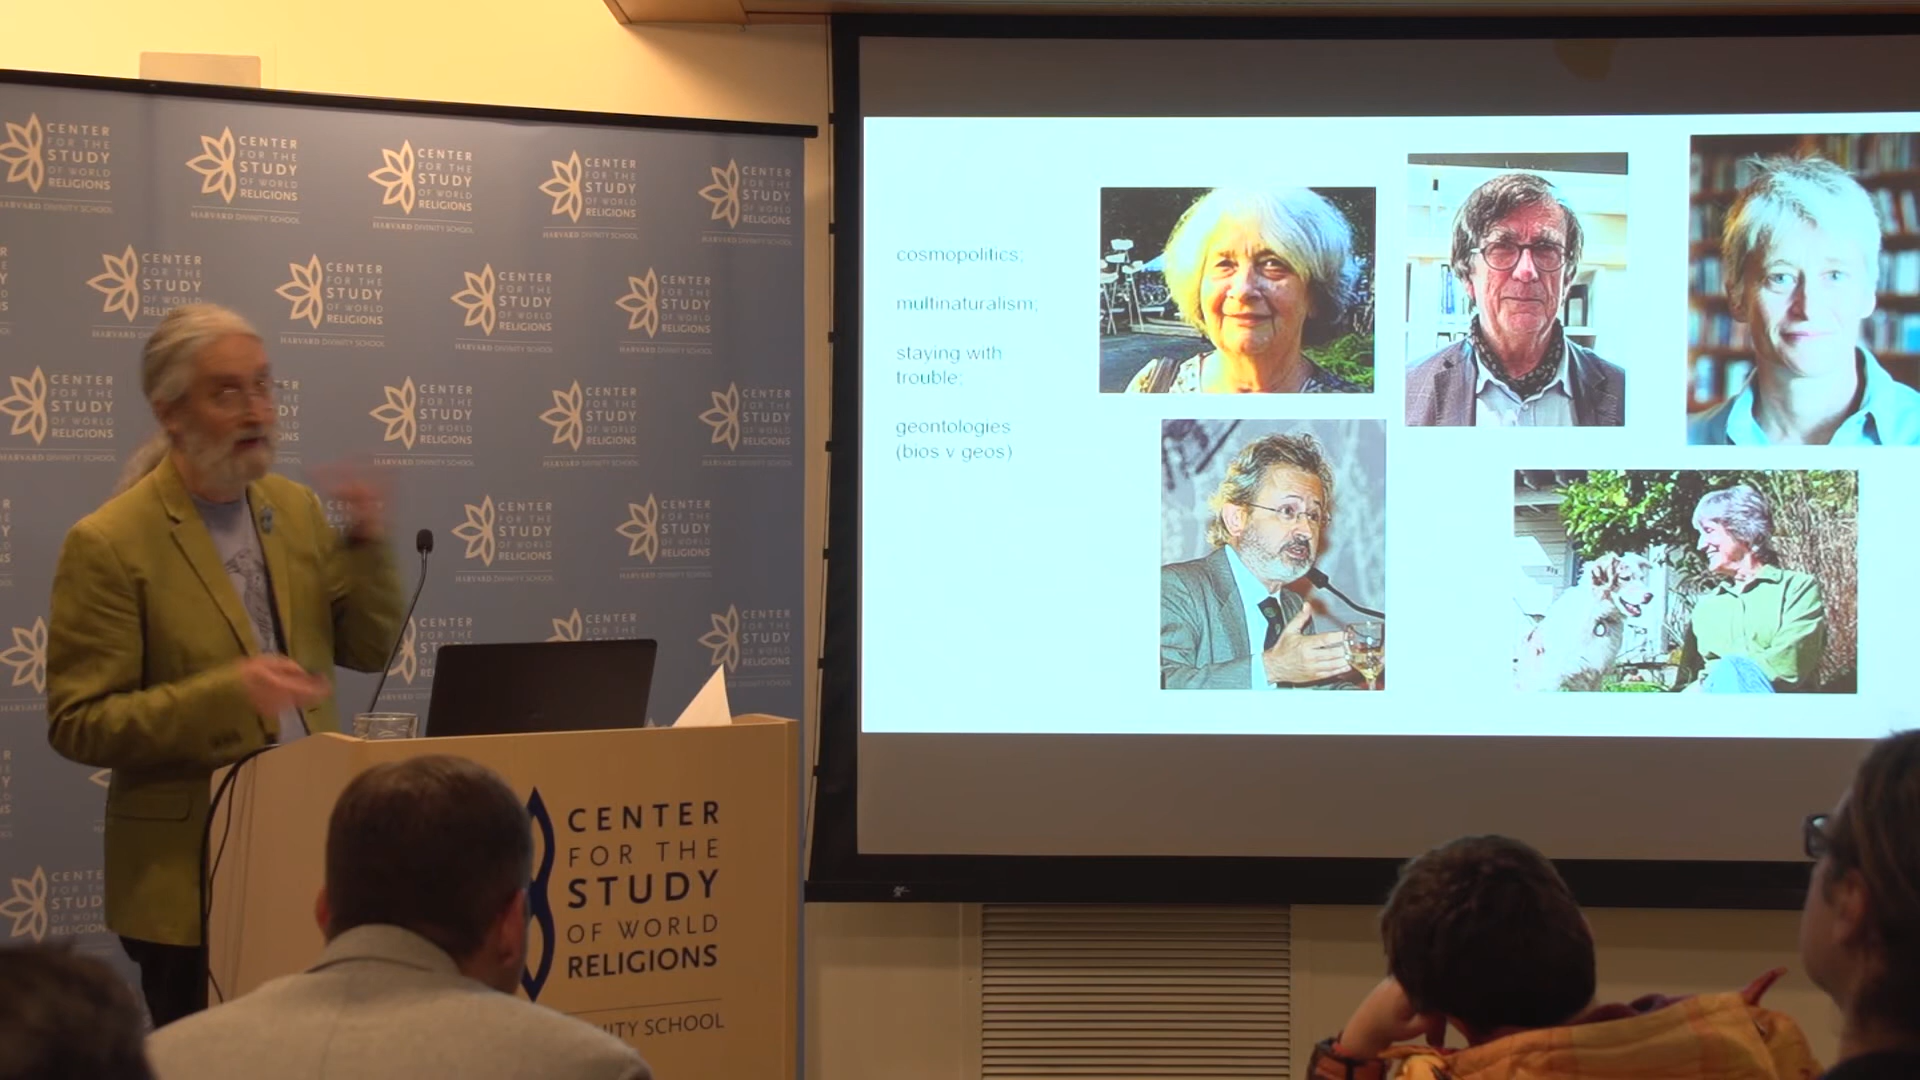 CENTER
FOR THE
STUDY
OF WORLD
RELIGIONS
HARVARD DIVINITY SCHOOL
cosmopolitics;
multinaturalism;
staying with
trouble;
geontologies
(bios v geos)
CENTER
FOR THE
STUDY
OF WORLD
RELIGIONS
SCHOOL